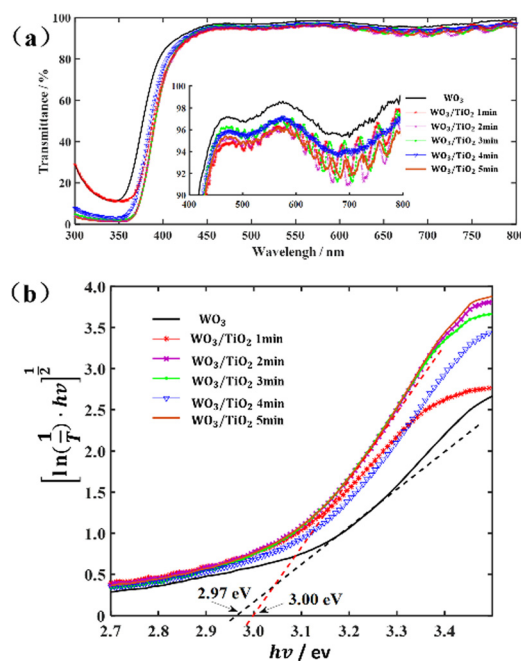 (a)
100
80
60
40
20
0
Transmittance / %
300 350 400 450 500 550 600 650 700 750 800
Wavelengh / nm
100
98
96
94
92
90
400 500 600 700 800
WO₃
WO₃/TiO₂ 1min
WO₃/TiO₂ 2min
WO₃/TiO₂ 3min
WO₃/TiO₂ 4min
WO₃/TiO₂ 5min
(b)
4.0
3.5
3.0
2.5
2.0
1.5
1.0
0.5
0
[ln(1/T) · hν]^1/2
WO₃
WO₃/TiO₂ 1min
WO₃/TiO₂ 2min
WO₃/TiO₂ 3min
WO₃/TiO₂ 4min
WO₃/TiO₂ 5min
2.97 eV
3.00 eV
2.7 2.8 2.9 3.0 3.1 3.2 3.3 3.4
hν / ev